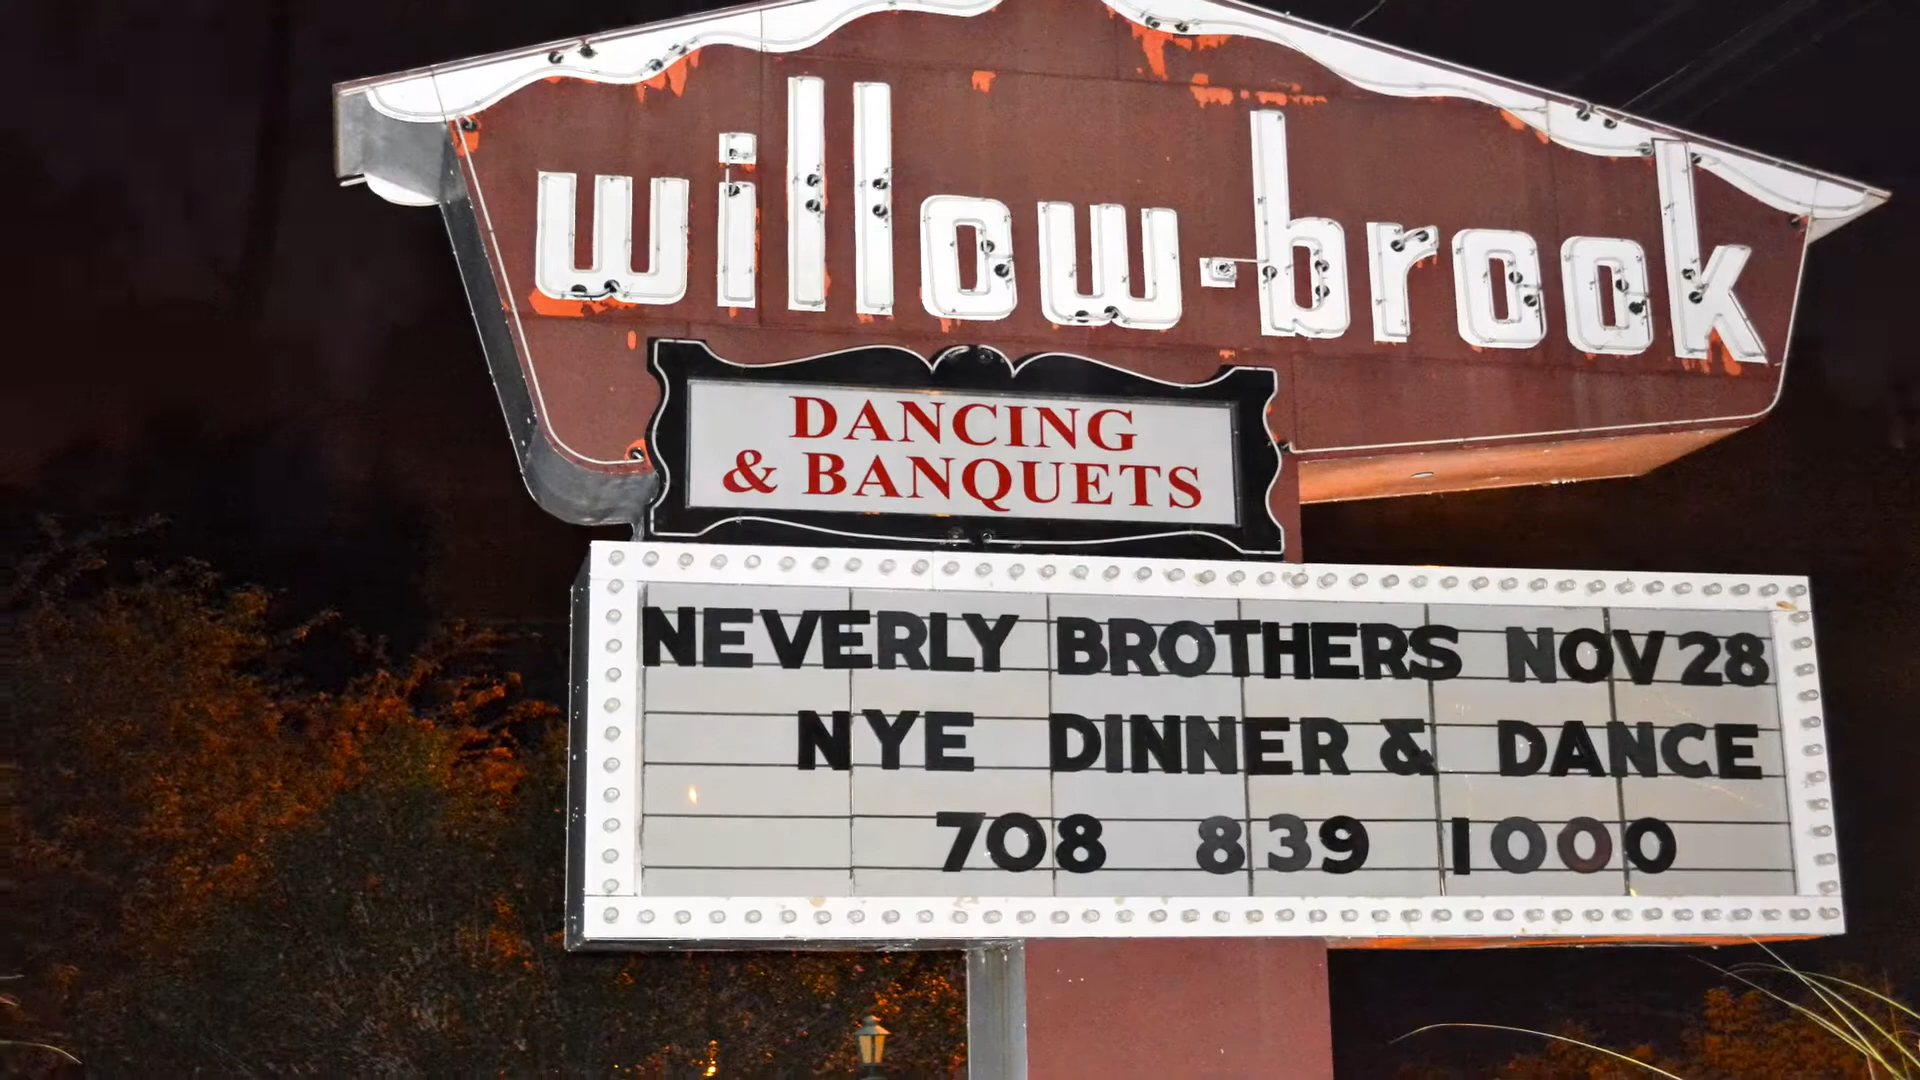 willow-brook
DANCING
& BANQUETS
NEVERLY BROTHERS NOV 28
NYE DINNER & DANCE
708 839 1000